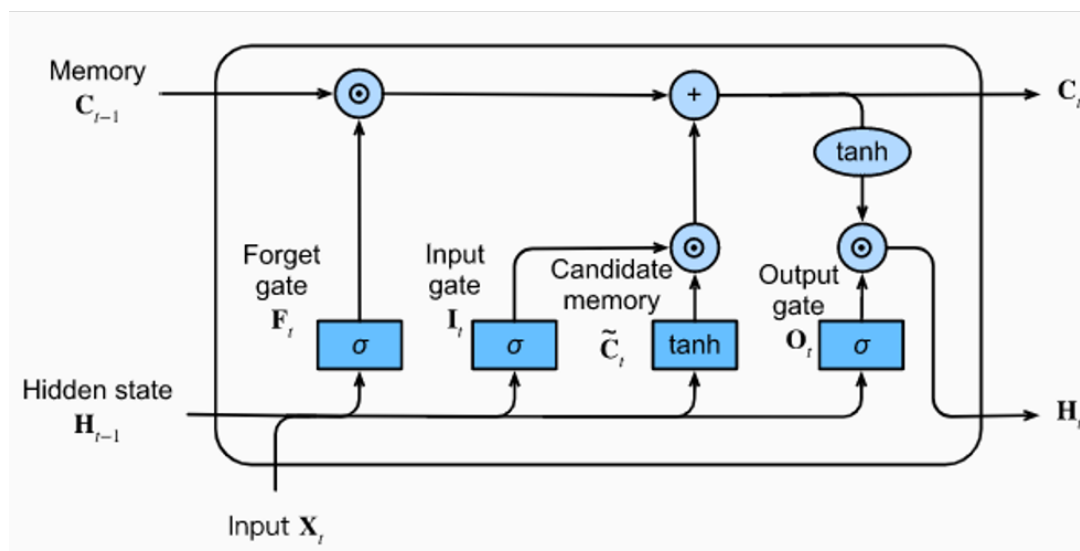 Memory
C_{t-1}
⊙
+
C_t
tanh
⊙
Forget
gate
F_t
Input
gate
I_t
Candidate
memory
C̃_t
Output
gate
O_t
σ
σ
tanh
σ
Hidden state
H_{t-1}
H_t
Input X_t